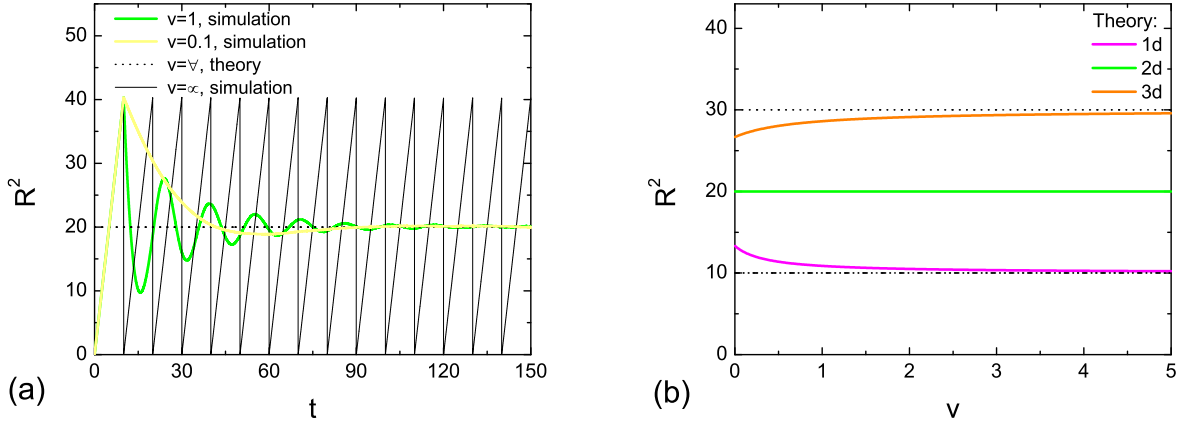 v=1, simulation
v=0.1, simulation
v=∀, theory
v=∝, simulation
50
40
30
20
10
0
R²
0 30 60 90 120 150
t
(a)
Theory:
1d
2d
3d
40
30
20
10
0
R²
0 1 2 3 4 5
v
(b)